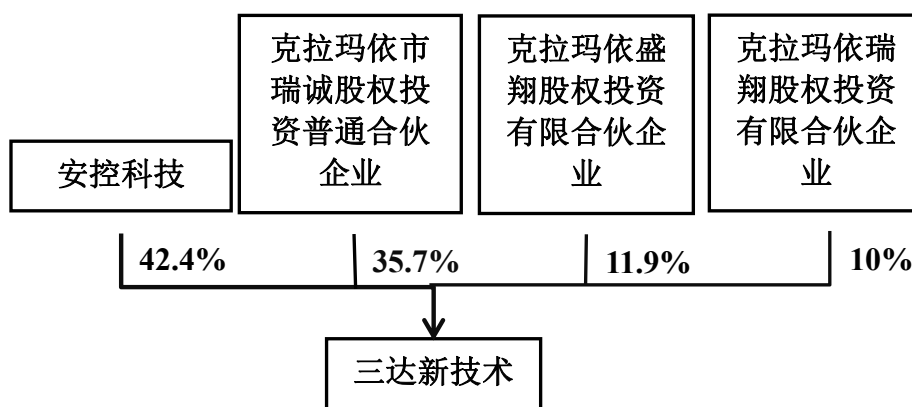 安控科技
克拉玛依市
瑞诚股权投
资普通合伙
企业
克拉玛依盛
翔股权投资
有限合伙企
业
克拉玛依瑞
翔股权投资
有限合伙企
业
42.4%
35.7%
11.9%
10%
三达新技术